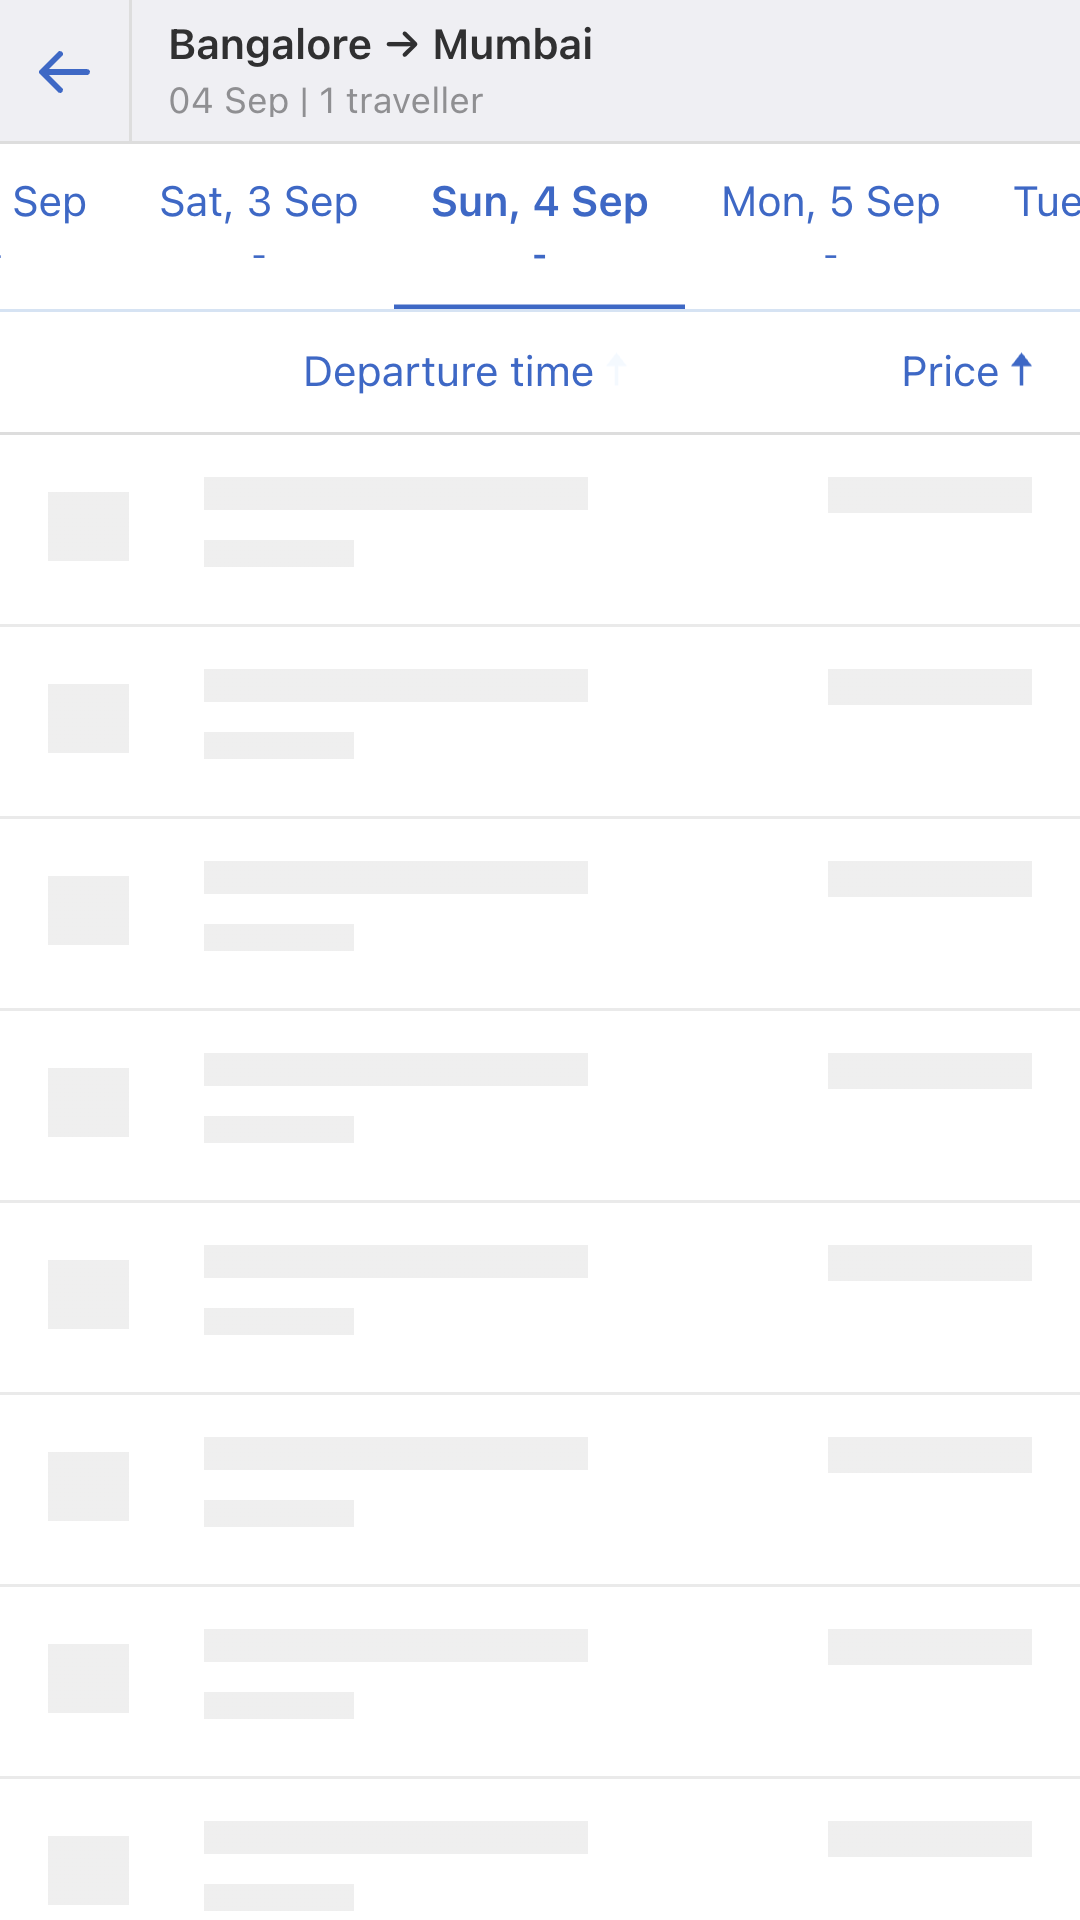 Bangalore → Mumbai
04 Sep | 1 traveller
Sep Sat, 3 Sep Sun, 4 Sep Mon, 5 Sep Tue
- - -
Departure time Price ↑